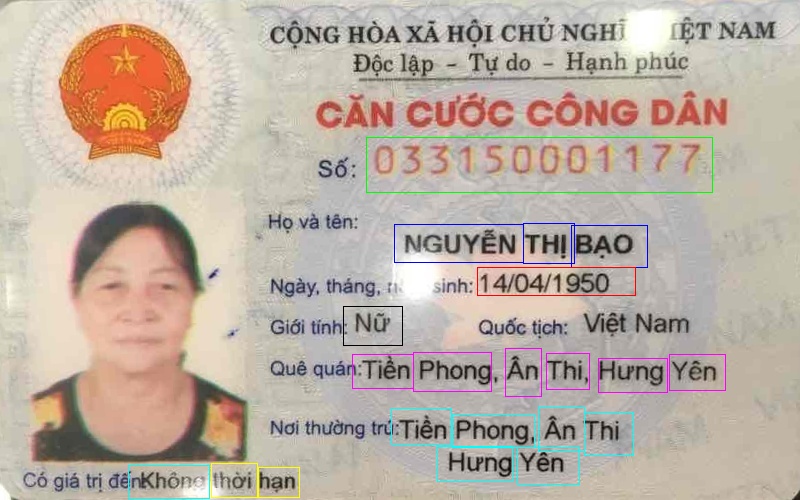 CỘNG HÒA XÃ HỘI CHỦ NGHĨA VIỆT NAM
Độc lập - Tự do - Hạnh phúc
CĂN CƯỚC CÔNG DÂN
Số: 033150001177
Họ và tên:
NGUYỄN THỊ BẠO
Ngày, tháng, năm sinh: 14/04/1950
Giới tính: Nữ Quốc tịch: Việt Nam
Quê quán: Tiền Phong, Ân Thi, Hưng Yên
Nơi thường trú: Tiền Phong, Ân Thi
Hưng Yên
Có giá trị đến Không thời hạn